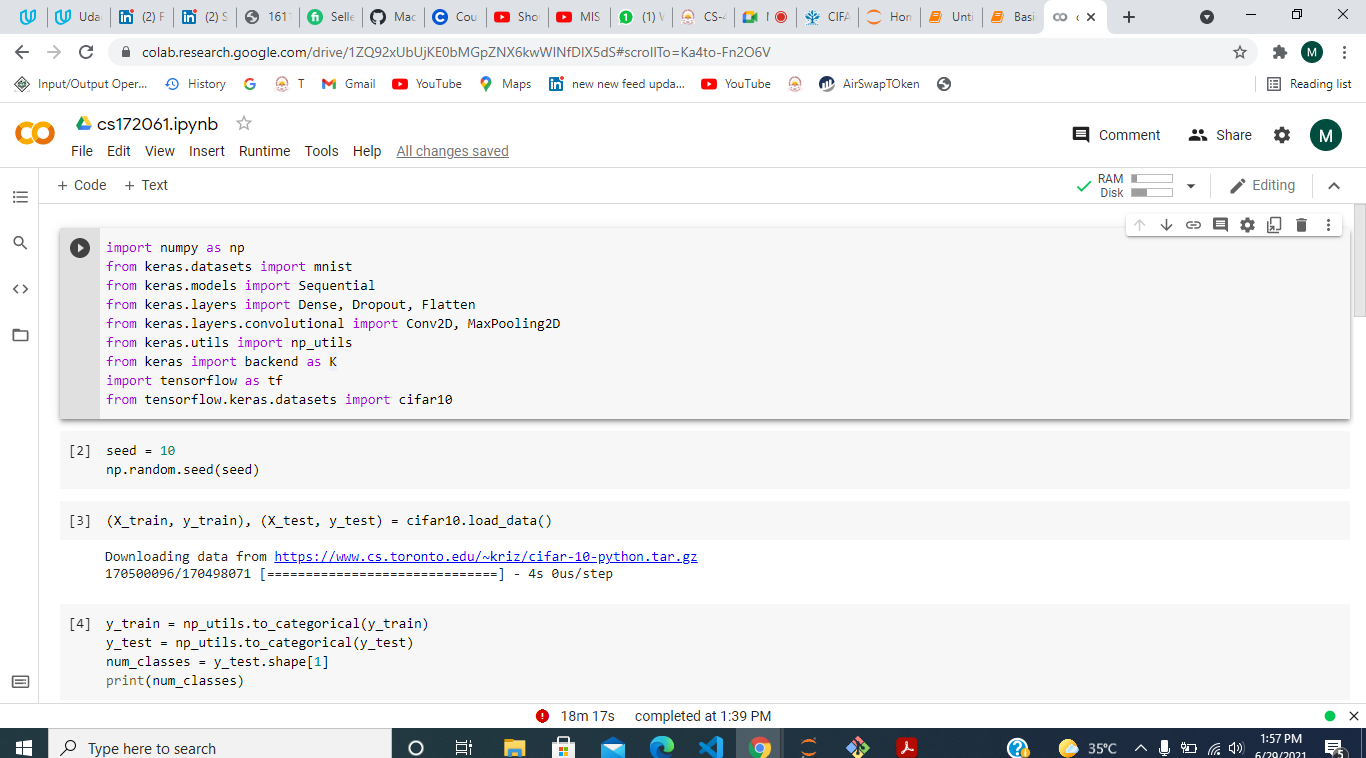 (2) F
Uda
(2) S
161
Selle
Mac
Cou
Sho
MIS
(1) W
CS-4
CIFA
Hon
Unti
Basi
colab.research.google.com/drive/1ZQ92xUbUjKE0bMGpZNX6kwWlNfDlX5dS#scrollTo=Ka4to-Fn2O6V
M
Input/Output Oper... History T Gmail YouTube Maps new new feed upda... YouTube AirSwapTOken Reading list
cs172061.ipynb
Comment Share M
File Edit View Insert Runtime Tools Help All changes saved
+ Code + Text
RAM
Disk
Editing
import numpy as np
from keras.datasets import mnist
from keras.models import Sequential
from keras.layers import Dense, Dropout, Flatten
from keras.layers.convolutional import Conv2D, MaxPooling2D
from keras.utils import np_utils
from keras import backend as K
import tensorflow as tf
from tensorflow.keras.datasets import cifar10
[2] seed = 10
np.random.seed(seed)
[3] (X_train, y_train), (X_test, y_test) = cifar10.load_data()
Downloading data from https://www.cs.toronto.edu/~kriz/cifar-10-python.tar.gz
170500096/170498071 [==============================] - 4s 0us/step
[4] y_train = np_utils.to_categorical(y_train)
y_test = np_utils.to_categorical(y_test)
num_classes = y_test.shape[1]
print(num_classes)
18m 17s completed at 1:39 PM
Type here to search
35°C
1:57 PM
6/29/2021
5